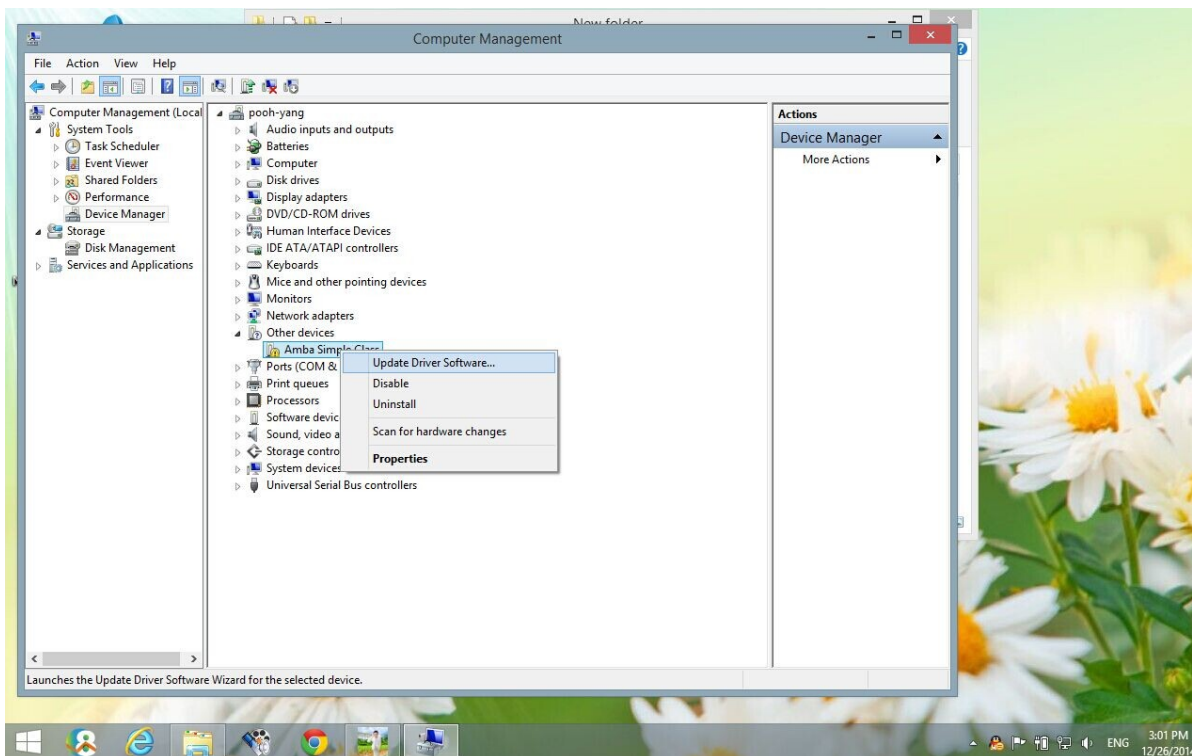 New folder
Computer Management
File Action View Help
Computer Management (Local
System Tools
Task Scheduler
Event Viewer
Shared Folders
Performance
Device Manager
Storage
Disk Management
Services and Applications
pooh-yang
Audio inputs and outputs
Batteries
Computer
Disk drives
Display adapters
DVD/CD-ROM drives
Human Interface Devices
IDE ATA/ATAPI controllers
Keyboards
Mice and other pointing devices
Monitors
Network adapters
Other devices
Amba Simple Class
Ports (COM &
Print queues
Processors
Software devic
Sound, video a
Storage contro
System devices
Universal Serial Bus controllers
Update Driver Software...
Disable
Uninstall
Scan for hardware changes
Properties
Actions
Device Manager
More Actions
Launches the Update Driver Software Wizard for the selected device.
ENG
3:01 PM
12/26/201